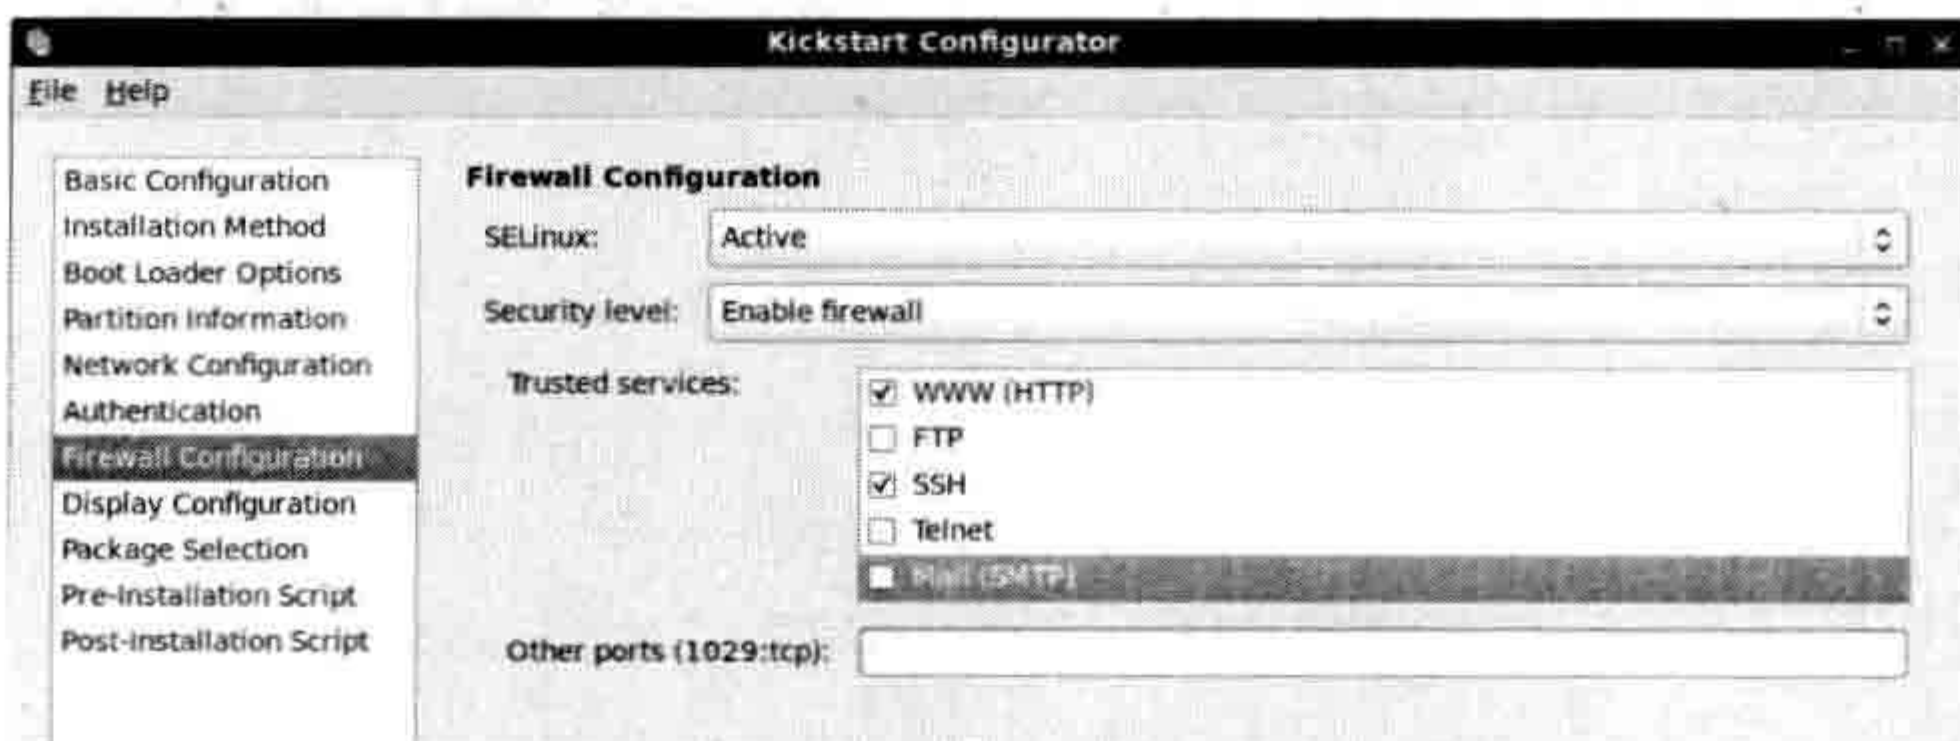 Kickstart Configurator
File Help
Basic Configuration
Installation Method
Boot Loader Options
Partition Information
Network Configuration
Authentication
Firewall Configuration
Display Configuration
Package Selection
Pre-Installation Script
Post-Installation Script
Firewall Configuration
SELinux: Active
Security level: Enable firewall
Trusted services:
WWW (HTTP)
FTP
SSH
Telnet
Mail (SMTP)
Other ports (1029:tcp):